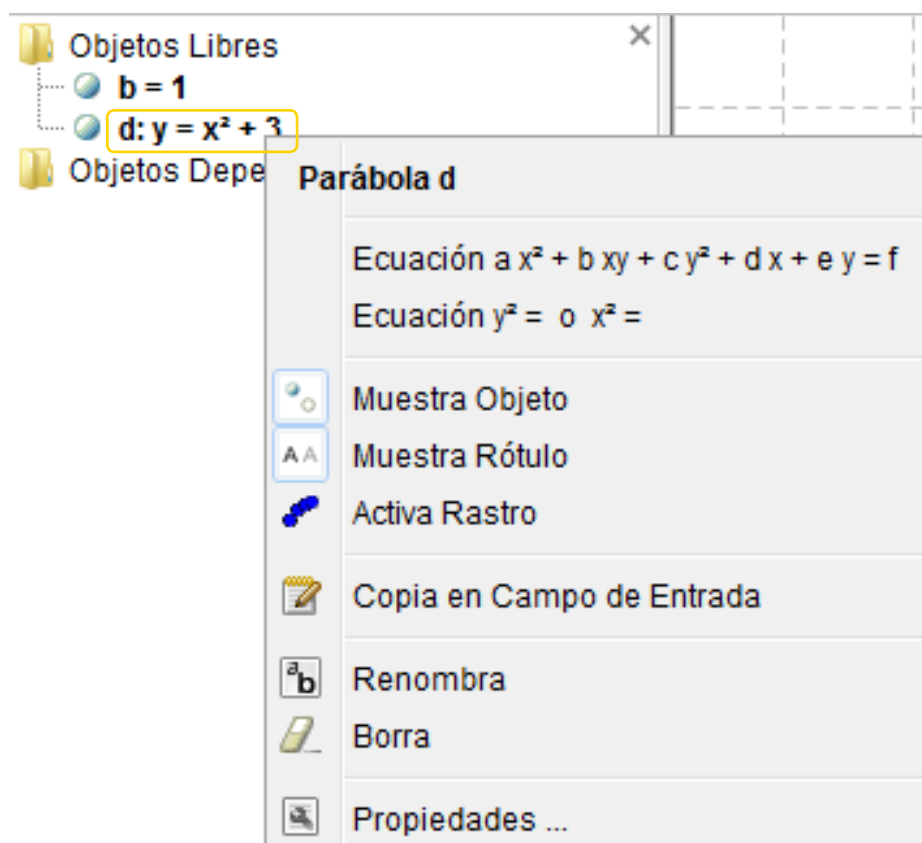 Objetos Libres
b = 1
d: y = x² + 3
Objetos Depe
Parábola d
Ecuación a x² + b xy + c y² + d x + e y = f
Ecuación y² = o x² =
Muestra Objeto
A A Muestra Rótulo
Activa Rastro
Copia en Campo de Entrada
ab Renombra
Borra
Propiedades ...